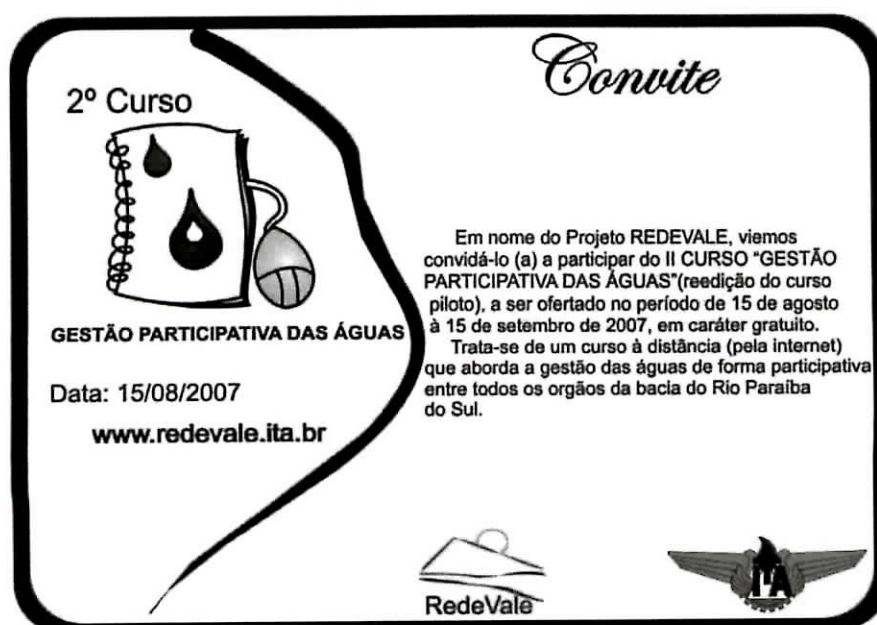 2º Curso
GESTÃO PARTICIPATIVA DAS ÁGUAS
Data: 15/08/2007
www.redevale.ita.br
Convite
Em nome do Projeto REDEVALE, viemos
convidá-lo (a) a participar do II CURSO "GESTÃO
PARTICIPATIVA DAS ÁGUAS"(reedição do curso
piloto), a ser ofertado no período de 15 de agosto
à 15 de setembro de 2007, em caráter gratuito.
Trata-se de um curso à distância (pela internet)
que aborda a gestão das águas de forma participativa
entre todos os orgãos da bacia do Rio Paraíba
do Sul.
RedeVale
ITA